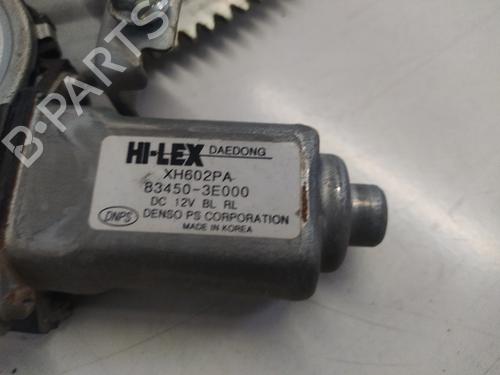 B-PARTS
HI-LEX DAEDONG
XH602PA
83450-3E000
DC 12V BL RL
DNPS DENSO PS CORPORATION
MADE IN KOREA